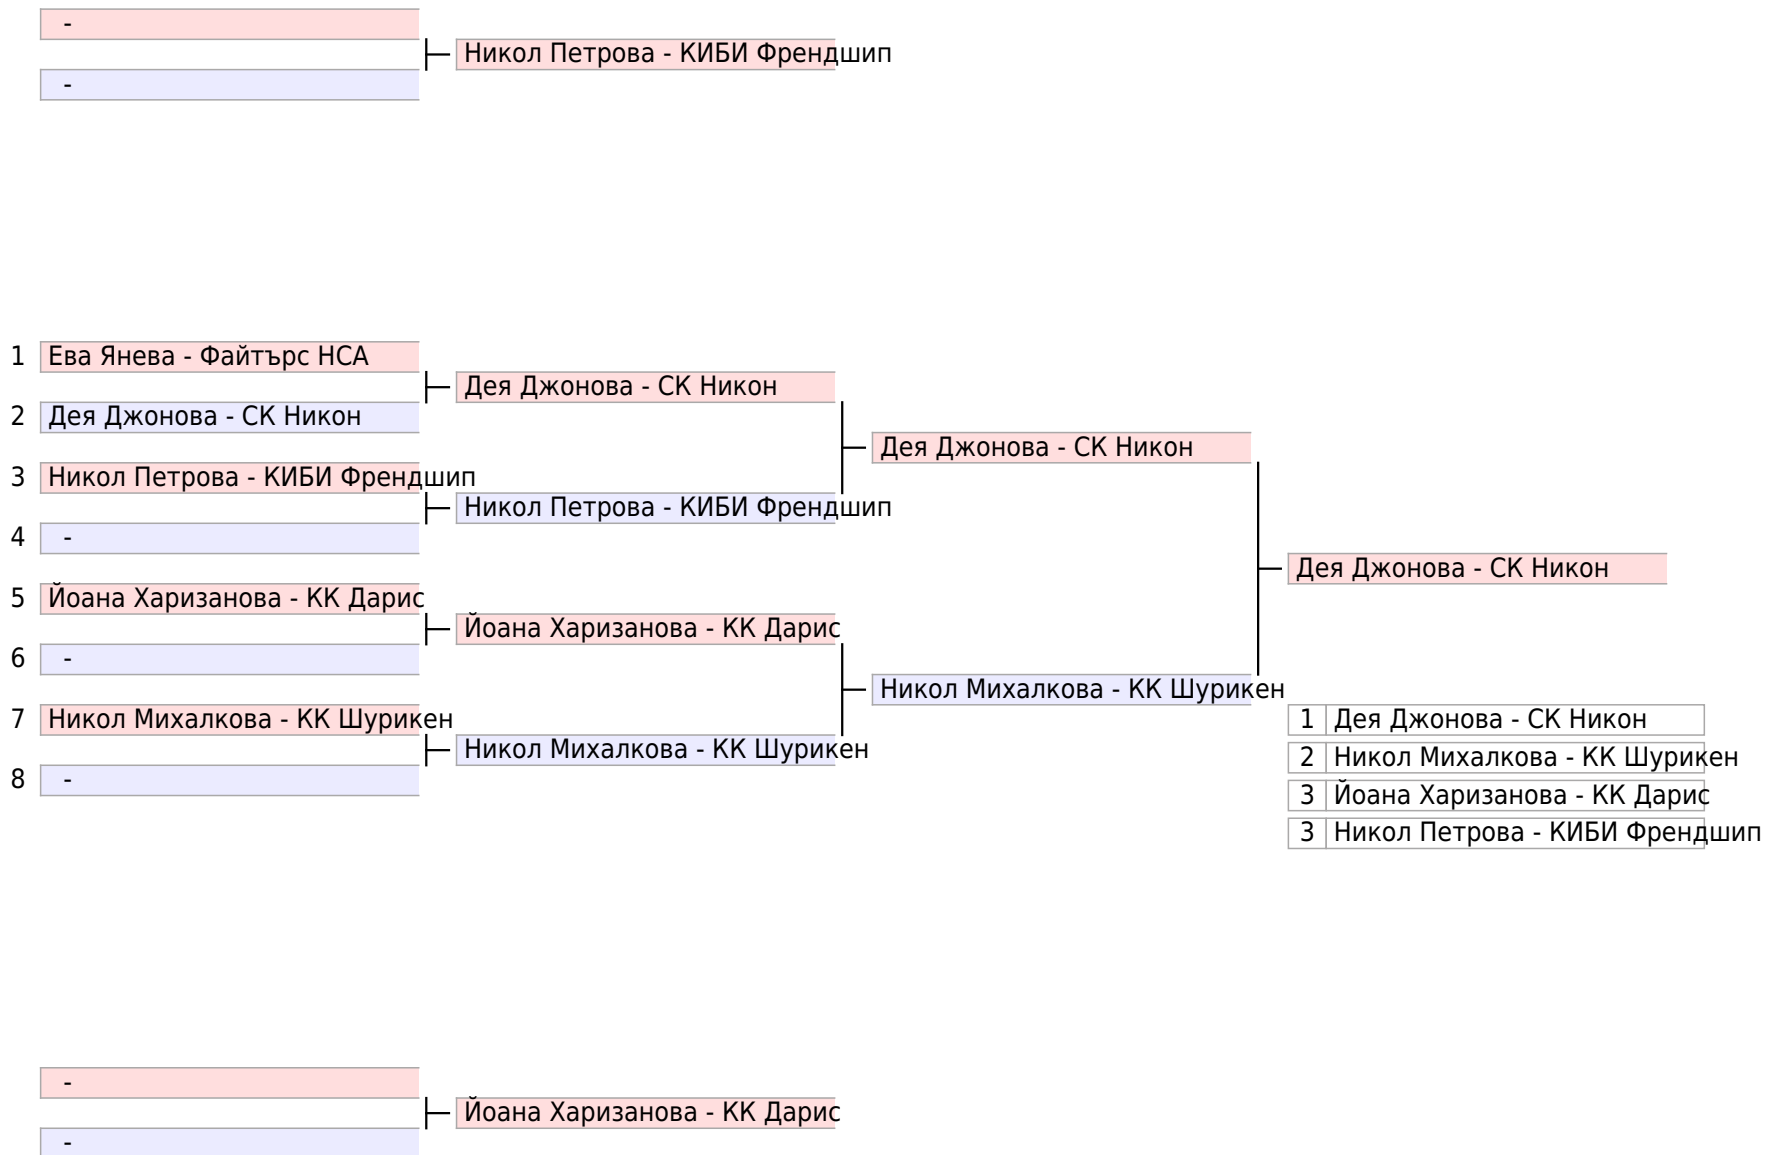 -
Никол Петрова - КИБИ Френдшип
-
1 Ева Янева - Файтърс НСА
Дея Джонова - СК Никон
2 Дея Джонова - СК Никон
Дея Джонова - СК Никон
3 Никол Петрова - КИБИ Френдшип
Никол Петрова - КИБИ Френдшип
4 -
Дея Джонова - СК Никон
5 Йоана Харизанова - КК Дарис
Йоана Харизанова - КК Дарис
6 -
Никол Михалкова - КК Шурикен
7 Никол Михалкова - КК Шурикен
1 Дея Джонова - СК Никон
Никол Михалкова - КК Шурикен
2 Никол Михалкова - КК Шурикен
8 -
3 Йоана Харизанова - КК Дарис
3 Никол Петрова - КИБИ Френдшип
-
Йоана Харизанова - КК Дарис
-